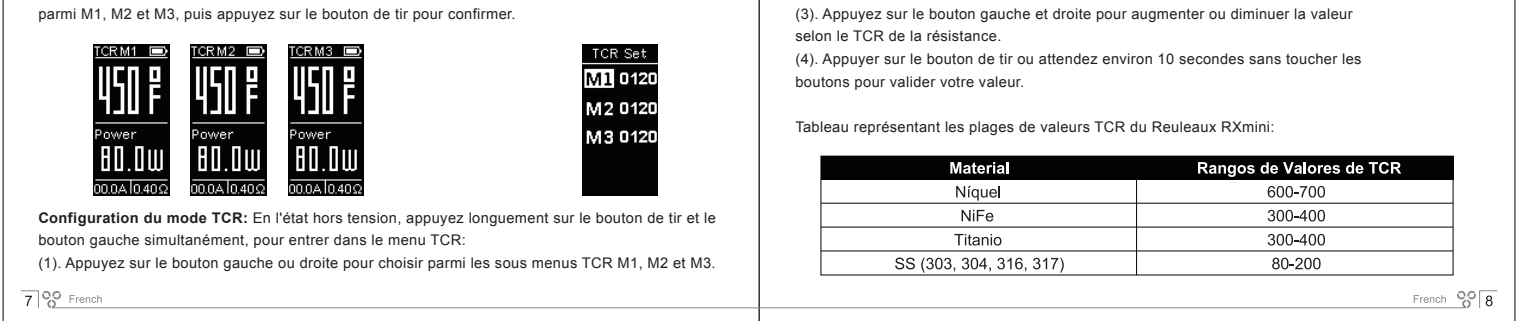 parmi M1, M2 et M3, puis appuyez sur le bouton de tir pour confirmer.
TCR M1
450°F
Power
80.0W
00.0A 0.40Ω
TCR M2
450°F
Power
80.0W
00.0A 0.40Ω
TCR M3
450°F
Power
80.0W
00.0A 0.40Ω
TCR Set
M1 0120
M2 0120
M3 0120
Configuration du mode TCR: En l'état hors tension, appuyez longuement sur le bouton de tir et le
bouton gauche simultanément, pour entrer dans le menu TCR:
(1). Appuyez sur le bouton gauche ou droite pour choisir parmi les sous menus TCR M1, M2 et M3.
7 French
(3). Appuyez sur le bouton gauche et droite pour augmenter ou diminuer la valeur
selon le TCR de la résistance.
(4). Appuyer sur le bouton de tir ou attendez environ 10 secondes sans toucher les
boutons pour valider votre valeur.
Tableau représentant les plages de valeurs TCR du Reuleaux RXmini:
Material Rangos de Valores de TCR
Níquel 600-700
NiFe 300-400
Titanio 300-400
SS (303, 304, 316, 317) 80-200
French 8